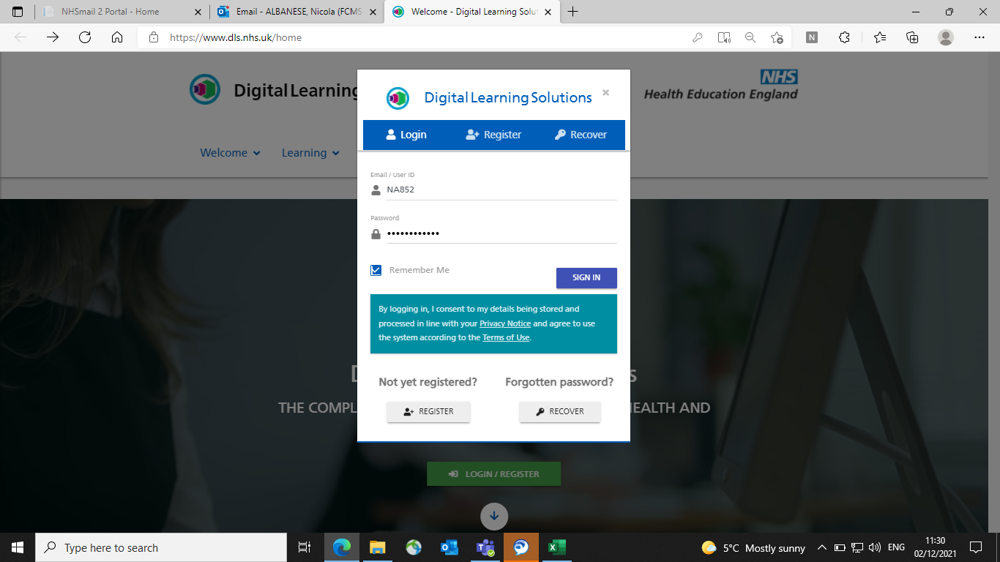 NHSmail 2 Portal - Home
Email - ALBANESE, Nicola (FCMS
Welcome - Digital Learning Solut
https://www.dls.nhs.uk/home
N
Digital Learning
NHS
Health Education England
Welcome
Learning
Digital Learning Solutions
×
Login
Register
Recover
Email / User ID
NA852
Password
••••••••••••
Remember Me
SIGN IN
By logging in, I consent to my details being stored and
processed in line with your Privacy Notice and agree to use
the system according to the Terms of Use.
Not yet registered?
Forgotten password?
REGISTER
RECOVER
THE COMPL
EALTH AND
LOGIN / REGISTER
Type here to search
5°C Mostly sunny
ENG
11:30
02/12/2021